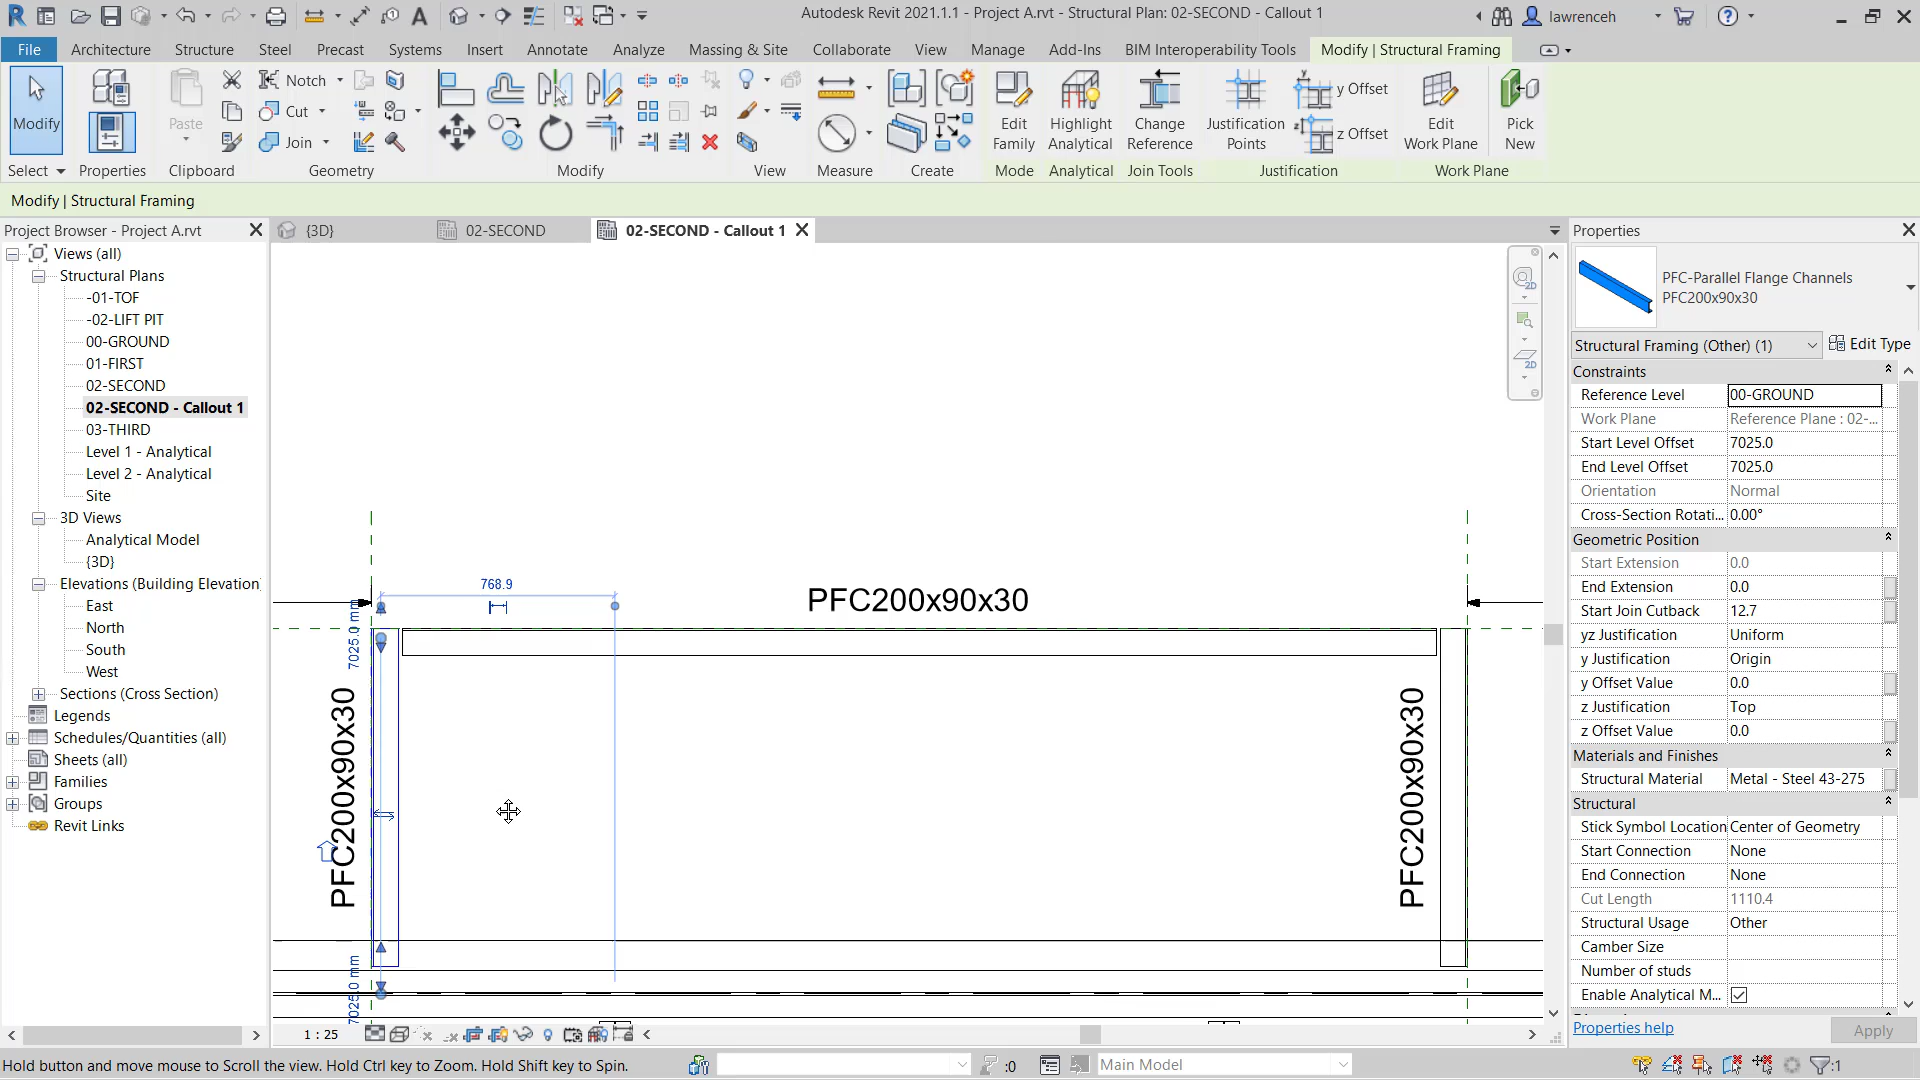 Autodesk Revit 2021.1.1 - Project A.rvt - Structural Plan: 02-SECOND - Callout 1
lawrenceh
File
Architecture
Structure
Steel
Precast
Systems
Insert
Annotate
Analyze
Massing & Site
Collaborate
View
Manage
Add-Ins
BIM Interoperability Tools
Modify | Structural Framing
Modify
Paste
Notch
Cut
Join
Edit Family
Highlight Analytical
Change Reference
Justification Points
y Offset
z Offset
Edit Work Plane
Pick New
Select
Properties
Clipboard
Geometry
Modify
View
Measure
Create
Mode
Analytical
Join Tools
Justification
Work Plane
Modify | Structural Framing
Project Browser - Project A.rvt
Views (all)
Structural Plans
-01-TOF
-02-LIFT PIT
00-GROUND
01-FIRST
02-SECOND
02-SECOND - Callout 1
03-THIRD
Level 1 - Analytical
Level 2 - Analytical
Site
3D Views
Analytical Model
{3D}
Elevations (Building Elevation
East
North
South
West
Sections (Cross Section)
Legends
Schedules/Quantities (all)
Sheets (all)
Families
Groups
Revit Links
{3D}
02-SECOND
02-SECOND - Callout 1
2D
2D
768.9
PFC200x90x30
7025.0 mm
PFC200x90x30
PFC200x90x30
7025.0 mm
1 : 25
Properties
PFC-Parallel Flange Channels
PFC200x90x30
Structural Framing (Other) (1)
Edit Type
Constraints
Reference Level 00-GROUND
Work Plane Reference Plane : 02-...
Start Level Offset 7025.0
End Level Offset 7025.0
Orientation Normal
Cross-Section Rotati... 0.00°
Geometric Position
Start Extension 0.0
End Extension 0.0
Start Join Cutback 12.7
yz Justification Uniform
y Justification Origin
y Offset Value 0.0
z Justification Top
z Offset Value 0.0
Materials and Finishes
Structural Material Metal - Steel 43-275
Structural
Stick Symbol Location Center of Geometry
Start Connection None
End Connection None
Cut Length 1110.4
Structural Usage Other
Camber Size
Number of studs
Enable Analytical M...
Properties help
Apply
Hold button and move mouse to Scroll the view. Hold Ctrl key to Zoom. Hold Shift key to Spin.
:0
Main Model
:1